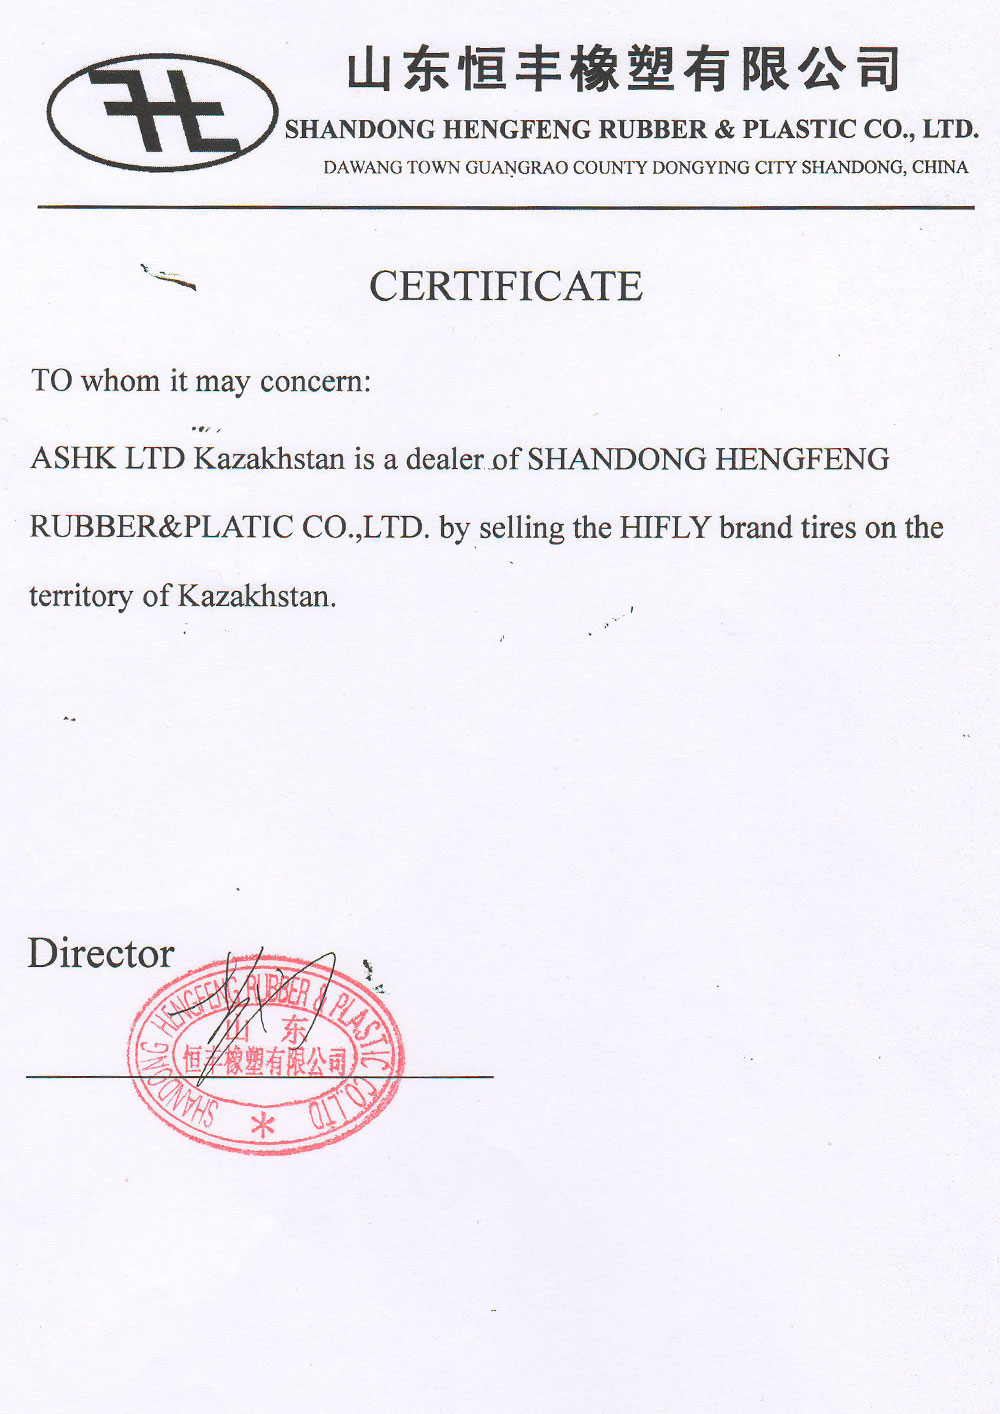 山东恒丰橡塑有限公司
SHANDONG HENGFENG RUBBER & PLASTIC CO., LTD.
DAWANG TOWN GUANGRAO COUNTY DONGYING CITY SHANDONG, CHINA
CERTIFICATE
TO whom it may concern:
ASHK LTD Kazakhstan is a dealer of SHANDONG HENGFENG
RUBBER&PLATIC CO.,LTD. by selling the HIFLY brand tires on the
territory of Kazakhstan.
Director
SHANDONG HENGFENG RUBBER & PLASTIC CO.,LTD
山东
恒丰橡塑有限公司